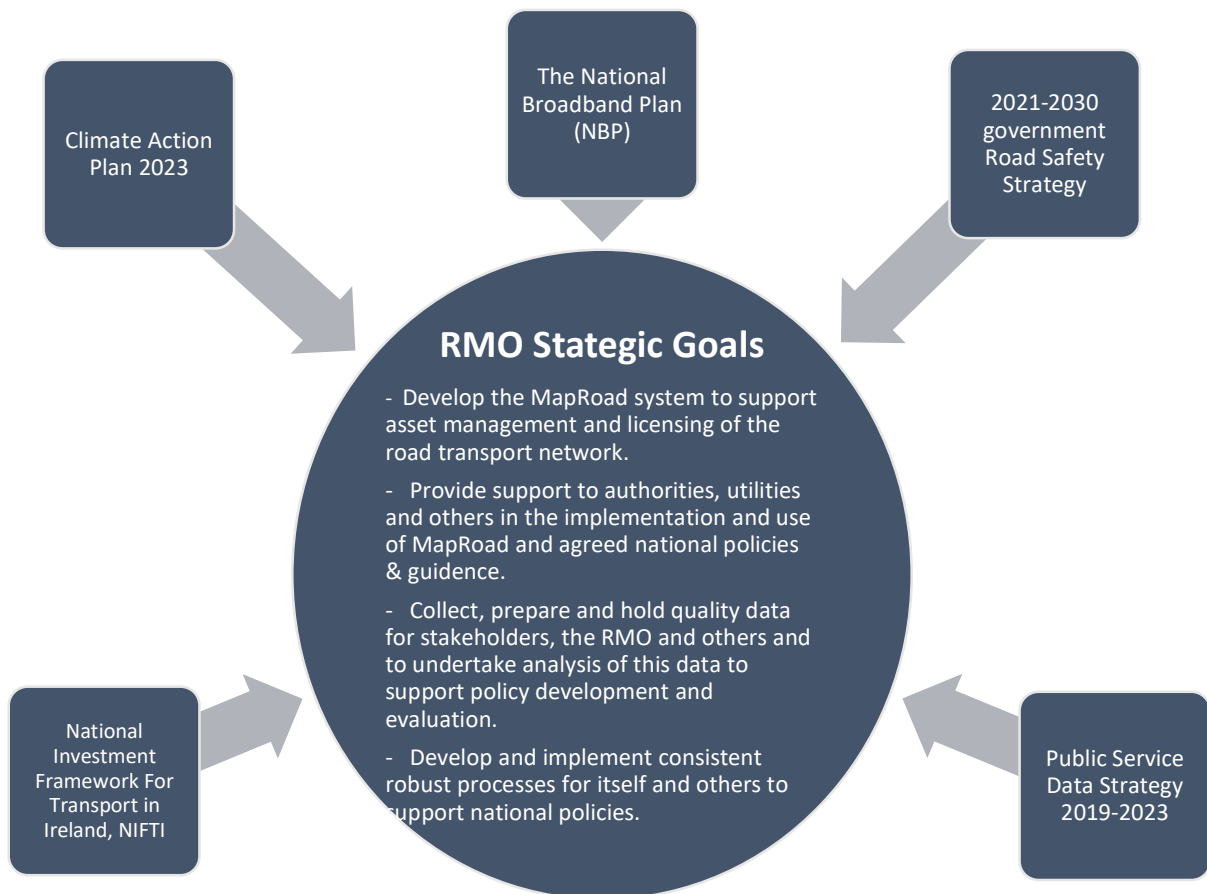 The National
Broadband Plan
(NBP)
Climate Action
Plan 2023
2021-2030
government
Road Safety
Strategy
RMO Stategic Goals
- Develop the MapRoad system to support
asset management and licensing of the
road transport network.
- Provide support to authorities, utilities
and others in the implementation and use
of MapRoad and agreed national policies
& guidence.
- Collect, prepare and hold quality data
for stakeholders, the RMO and others and
to undertake analysis of this data to
support policy development and
evaluation.
- Develop and implement consistent
robust processes for itself and others to
support national policies.
National
Investment
Framework For
Transport in
Ireland, NIFTI
Public Service
Data Strategy
2019-2023